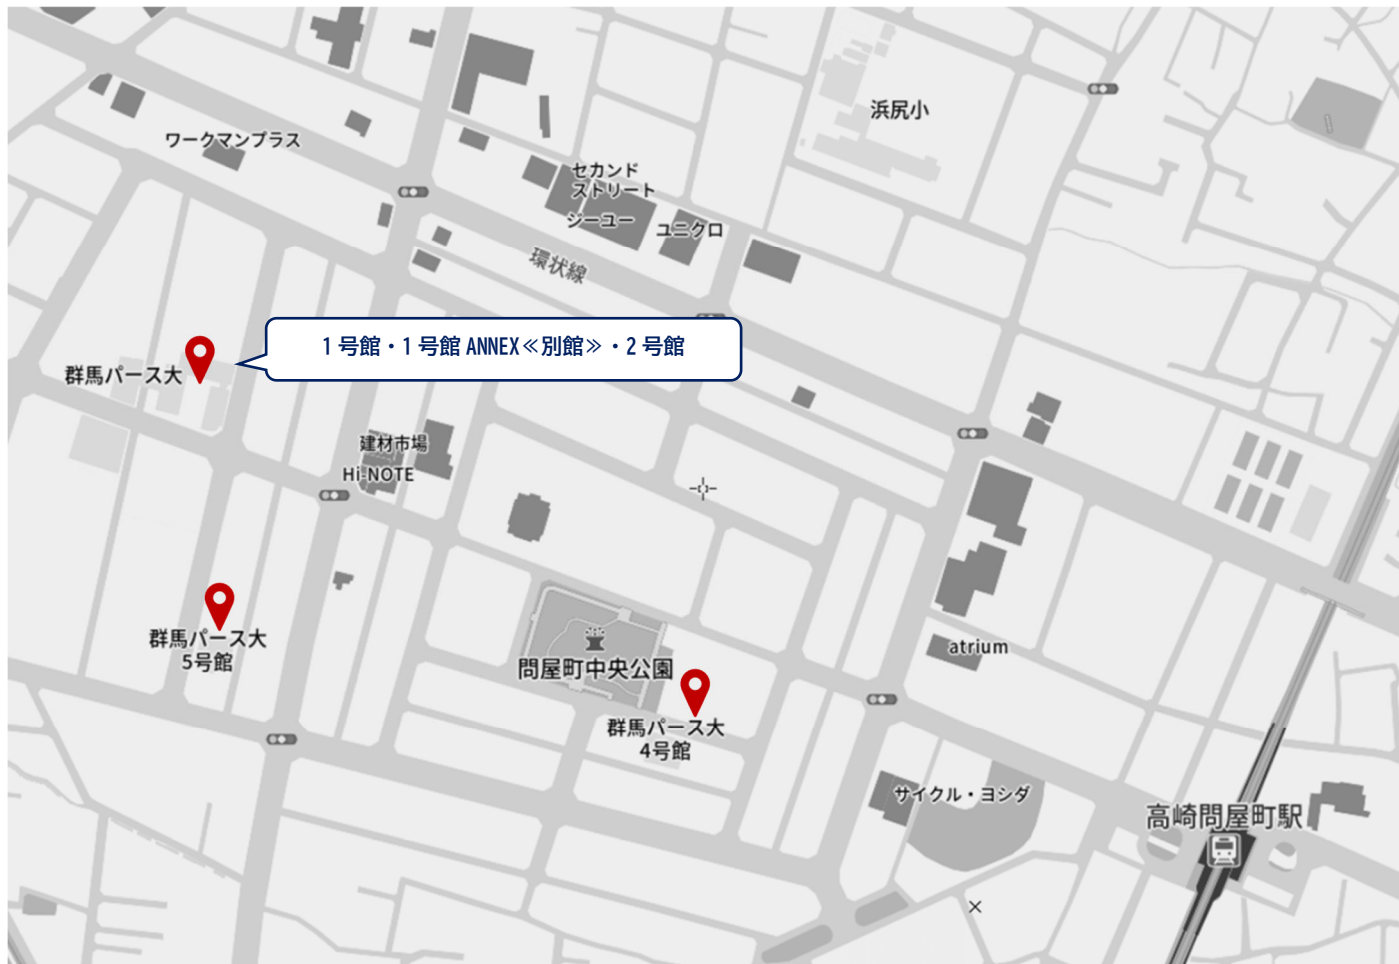 浜尻小
ワークマンプラス
セカンド
ストリート
ジーユー
ユニクロ
環状線
1号館・1号館 ANNEX≪別館≫・2号館
群馬パース大
建材市場
Hi-NOTE
群馬パース大
5号館
問屋町中央公園
atrium
群馬パース大
4号館
サイクル・ヨシダ
高崎問屋町駅